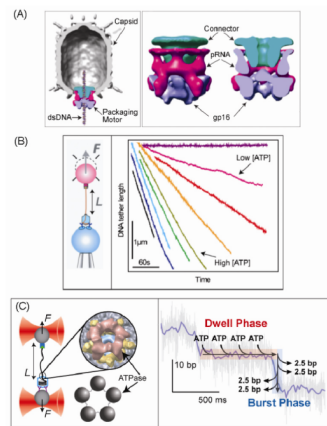 (A)
Capsid
dsDNA
Packaging
Motor
Connector
pRNA
gp16
(B)
F
L
DNA tether length
1μm
60s
Low [ATP]
High [ATP]
Time
(C)
F
L
F
ATPase
Dwell Phase
ATP ATP ATP ATP
10 bp
500 ms
2.5 bp
2.5 bp
2.5 bp
2.5 bp
Burst Phase